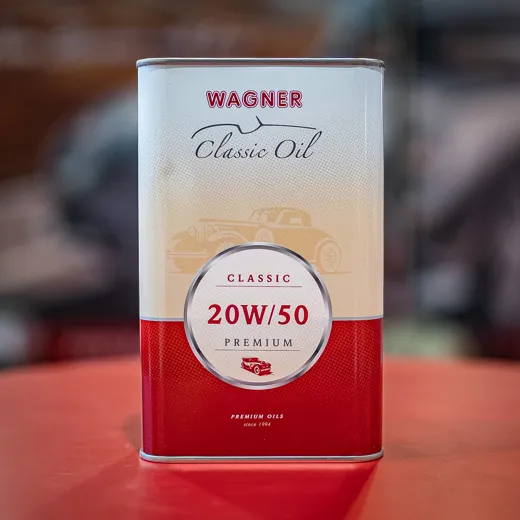 WAGNER
Classic Oil
CLASSIC
20W/50
PREMIUM
PREMIUM OILS
since 1994